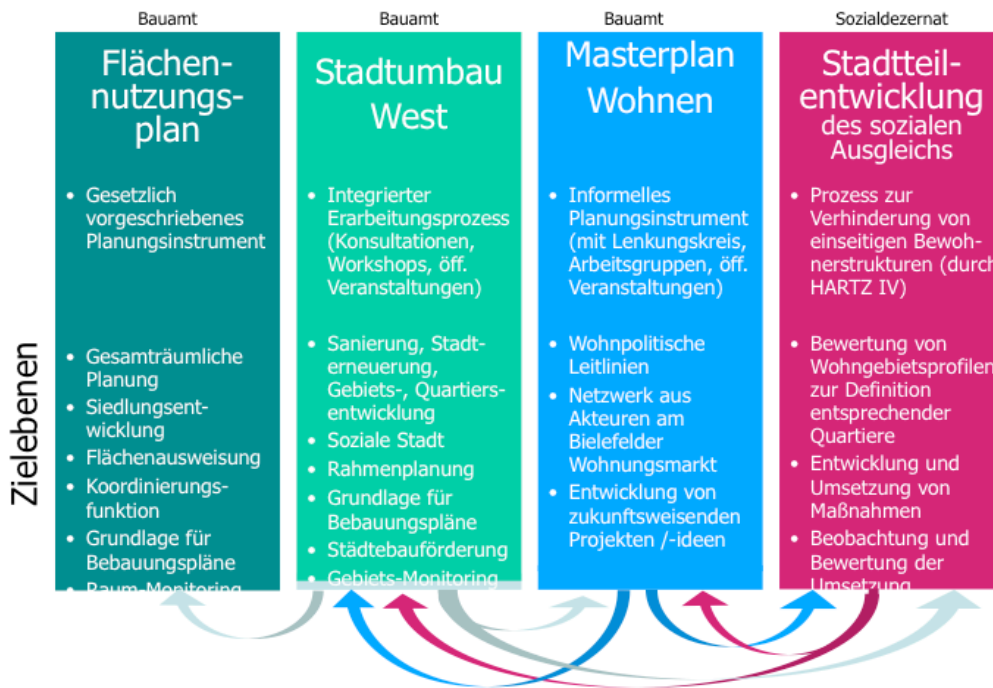 Bauamt
Flächen-
nutzungs-
plan
• Gesetzlich
vorgeschriebenes
Planungsinstrument
• Gesamträumliche
Planung
• Siedlungsent-
wicklung
• Flächenausweisung
• Koordinierungs-
funktion
• Grundlage für
Bebauungspläne
• Raum-Monitoring
Bauamt
Stadtumbau
West
• Integrierter
Erarbeitungsprozess
(Konsultationen,
Workshops, öff.
Veranstaltungen)
• Sanierung, Stadt-
erneuerung,
Gebiets-, Quartiers-
entwicklung
• Soziale Stadt
• Rahmenplanung
• Grundlage für
Bebauungspläne
• Städtebauförderung
• Gebiets-Monitoring
Bauamt
Masterplan
Wohnen
• Informelles
Planungsinstrument
(mit Lenkungskreis,
Arbeitsgruppen, öff.
Veranstaltungen)
• Wohnpolitische
Leitlinien
• Netzwerk aus
Akteuren am
Bielefelder
Wohnungsmarkt
• Entwicklung von
zukunftsweisenden
Projekten /-ideen
Sozialdezernat
Stadtteil-
entwicklung
des sozialen
Ausgleichs
• Prozess zur
Verhinderung von
einseitigen Bewoh-
nerstrukturen (durch
HARTZ IV)
• Bewertung von
Wohngebietsprofilen
zur Definition
entsprechender
Quartiere
• Entwicklung und
Umsetzung von
Maßnahmen
• Beobachtung und
Bewertung der
Umsetzung
Zielebenen